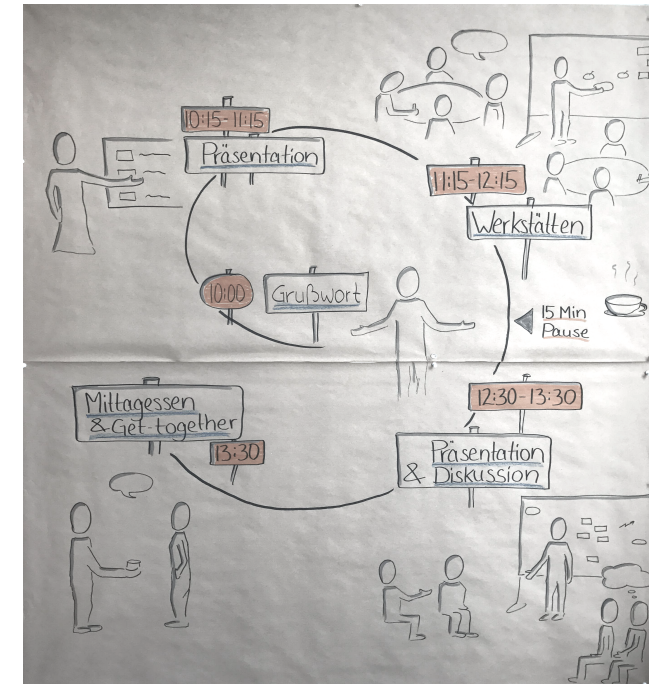 10:00
Grußwort
10:15-11:15
Präsentation
11:15-12:15
Werkstätten
15 Min
Pause
12:30-13:30
Präsentation
& Diskussion
13:30
Mittagessen
& Get-together